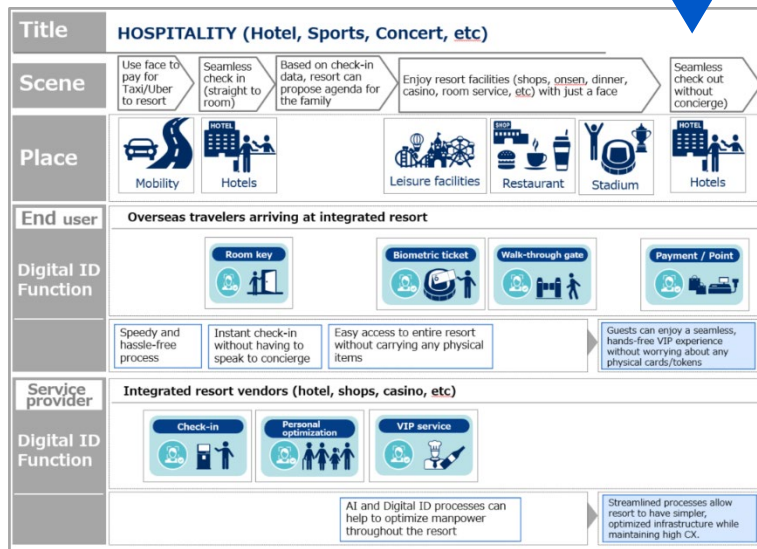 Title
HOSPITALITY (Hotel, Sports, Concert, etc)
Scene
Use face to
pay for
Taxi/Uber
to resort
Seamless
check in
(straight to
room)
Based on check-in
data, resort can
propose agenda for
the family
Enjoy resort facilities (shops, onsen, dinner,
casino, room service, etc) with just a face
Seamless
check out
without
concierge)
Place
Mobility
HOTEL
Hotels
Leisure facilities
SHOP
Restaurant
Stadium
HOTEL
Hotels
End user
Overseas travelers arriving at integrated resort
Digital ID
Function
Room key
Biometric ticket
Walk-through gate
Payment / Point
Speedy and
hassle-free
process
Instant check-in
without having to
speak to concierge
Easy access to entire resort
without carrying any physical
items
Guests can enjoy a seamless,
hands-free VIP experience
without worrying about any
physical cards/tokens
Service
provider
Integrated resort vendors (hotel, shops, casino, etc)
Digital ID
Function
Check-in
Personal
optimization
VIP service
AI and Digital ID processes can
help to optimize manpower
throughout the resort
Streamlined processes allow
resort to have simpler,
optimized infrastructure while
maintaining high CX.